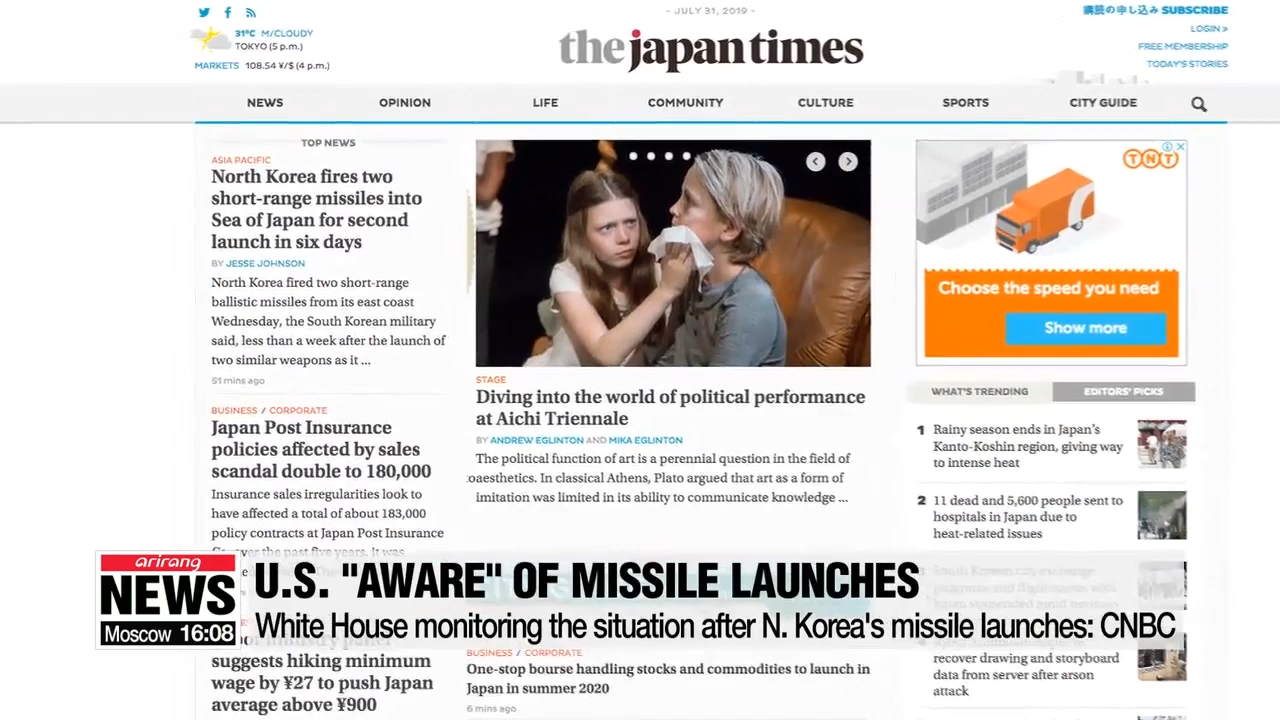 - JULY 31, 2019 -
購読の申し込み SUBSCRIBE
31°C M/CLOUDY
TOKYO (5 p.m.)
MARKETS 108.54 ¥/$ (4 p.m.)
the japan times
LOGIN >
FREE MEMBERSHIP
TODAY'S STORIES
NEWS OPINION LIFE COMMUNITY CULTURE SPORTS CITY GUIDE
TOP NEWS
ASIA PACIFIC
North Korea fires two
short-range missiles into
Sea of Japan for second
launch in six days
BY JESSE JOHNSON
North Korea fired two short-range
ballistic missiles from its east coast
Wednesday, the South Korean military
said, less than a week after the launch of
two similar weapons as it ...
51 mins ago
BUSINESS / CORPORATE
Japan Post Insurance
policies affected by sales
scandal double to 180,000
Insurance sales irregularities look to
have affected a total of about 183,000
policy contracts at Japan Post Insurance
over the past five years, it was
suggests hiking minimum
wage by ¥27 to push Japan
average above ¥900
STAGE
Diving into the world of political performance
at Aichi Triennale
BY ANDREW EGLINTON AND MIKA EGLINTON
The political function of art is a perennial question in the field of
oaesthetics. In classical Athens, Plato argued that art as a form of
imitation was limited in its ability to communicate knowledge ...
BUSINESS / CORPORATE
One-stop bourse handling stocks and commodities to launch in
Japan in summer 2020
6 mins ago
TNT
Choose the speed you need
Show more
WHAT'S TRENDING EDITORS' PICKS
1 Rainy season ends in Japan's
Kanto-Koshin region, giving way
to intense heat
2 11 dead and 5,600 people sent to
hospitals in Japan due to
heat-related issues
recover drawing and storyboard
data from server after arson
attack
arirang
NEWS
Moscow 16:08
U.S. "AWARE" OF MISSILE LAUNCHES
White House monitoring the situation after N. Korea's missile launches: CNBC